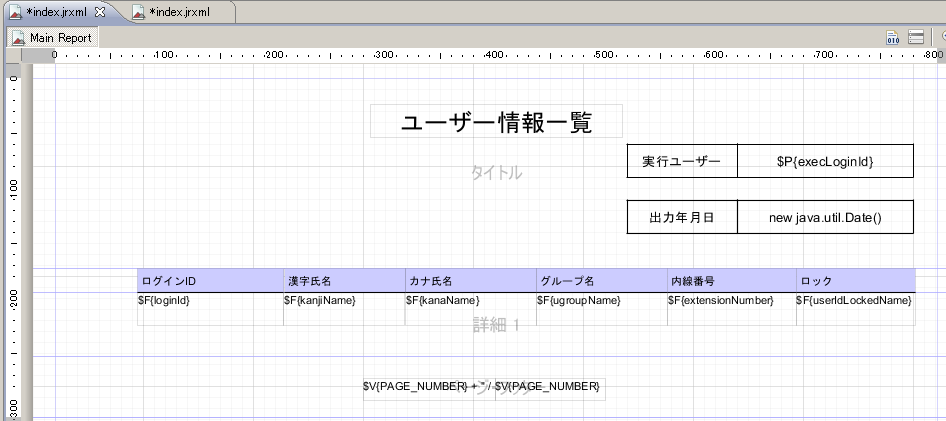 *index.jrxml *index.jrxml
Main Report
0 100 200 300 400 500 600 700 800
0
100
200
300
ユーザー情報一覧
タイトル
実行ユーザー $P{execLoginId}
出力年月日 new java.util.Date()
ログインID 漢字氏名 カナ氏名 グループ名 内線番号 ロック
$F{loginId} $F{kanjiName} $F{kanaName} $F{ugroupName} $F{extensionNumber} $F{userIdLockedName}
詳細 1
$V{PAGE_NUMBER} + " / $V{PAGE_NUMBER}